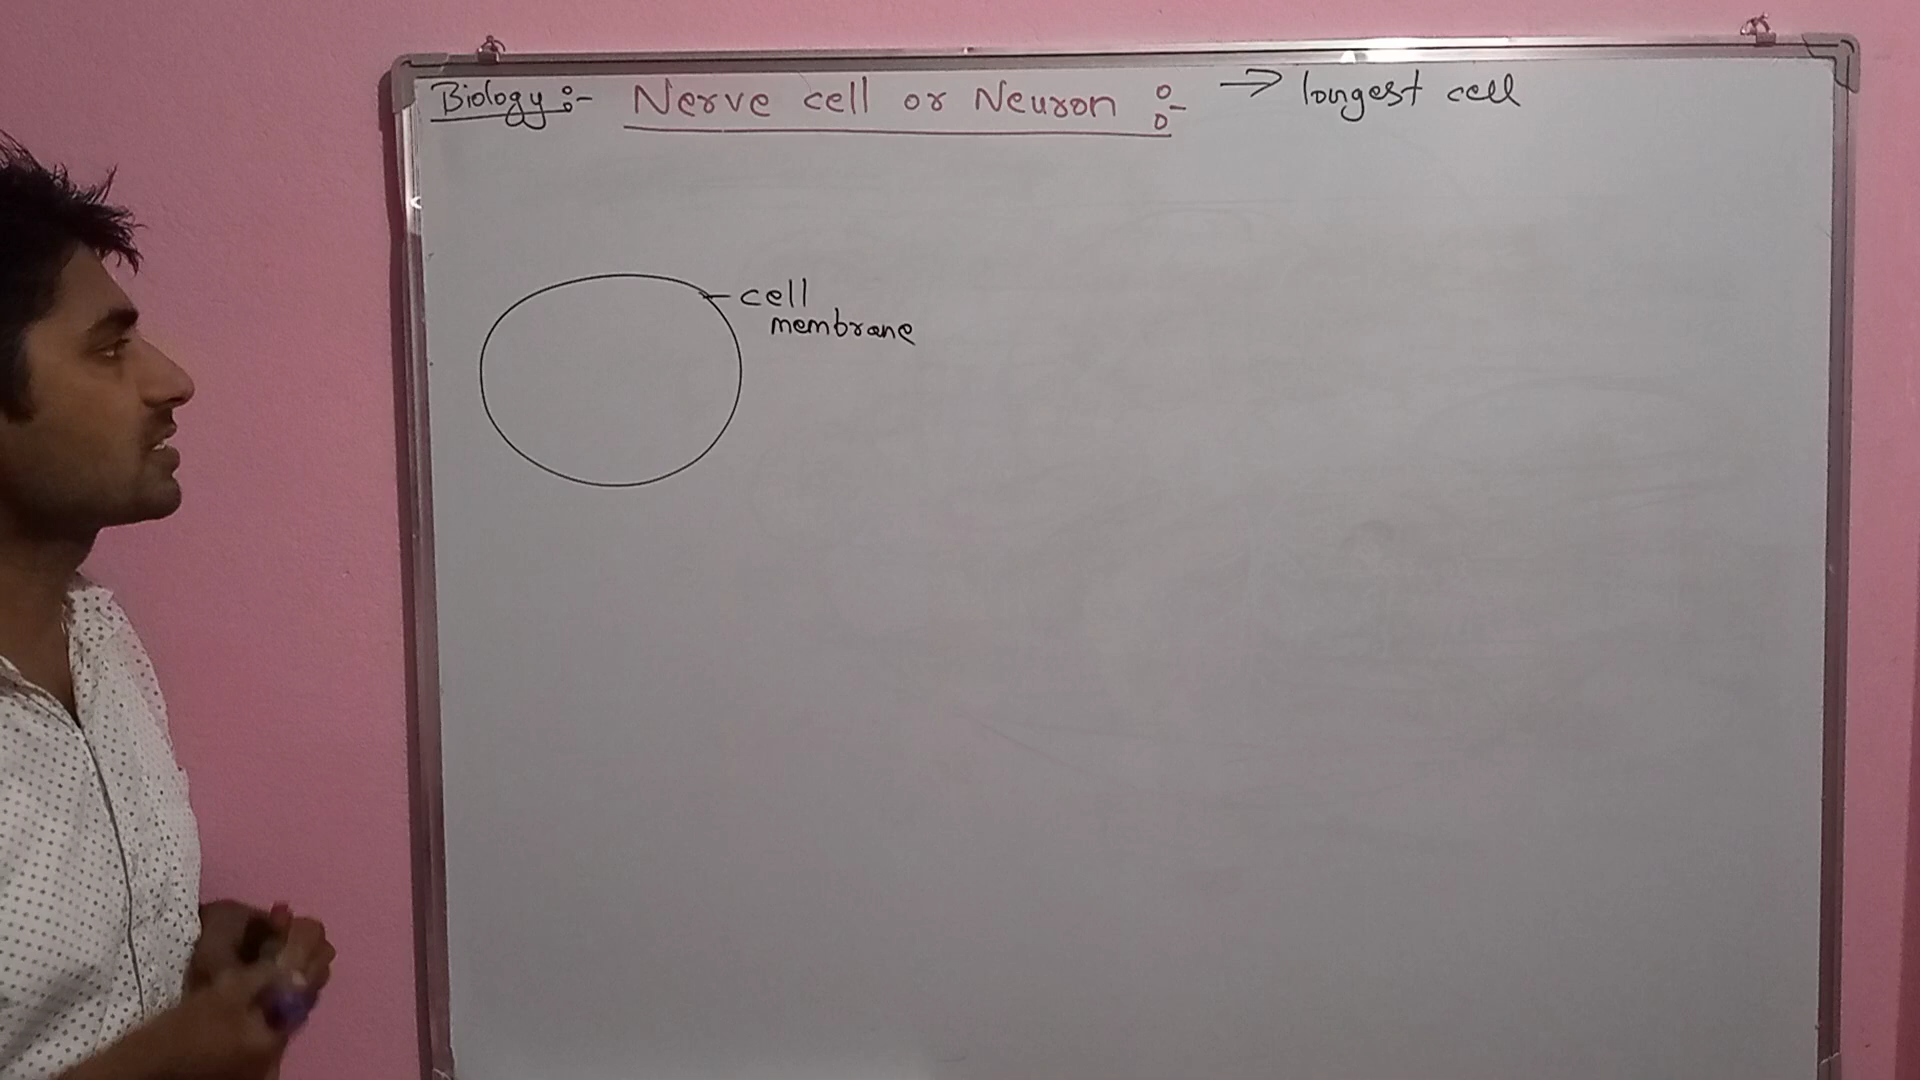 Biology :- Nerve cell or Neuron :- → longest cell
cell
membrane